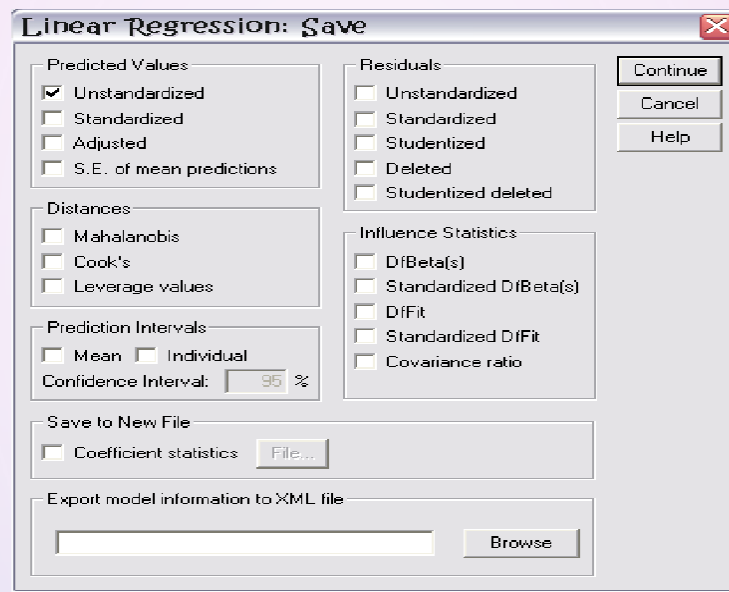 Linear Regression: Save
Predicted Values
Unstandardized
Standardized
Adjusted
S.E. of mean predictions
Distances
Mahalanobis
Cook's
Leverage values
Prediction Intervals
Mean Individual
Confidence Interval: 95 %
Residuals
Unstandardized
Standardized
Studentized
Deleted
Studentized deleted
Influence Statistics
DfBeta(s)
Standardized DfBeta(s)
DfFit
Standardized DfFit
Covariance ratio
Save to New File
Coefficient statistics File...
Export model information to XML file
Browse
Continue
Cancel
Help